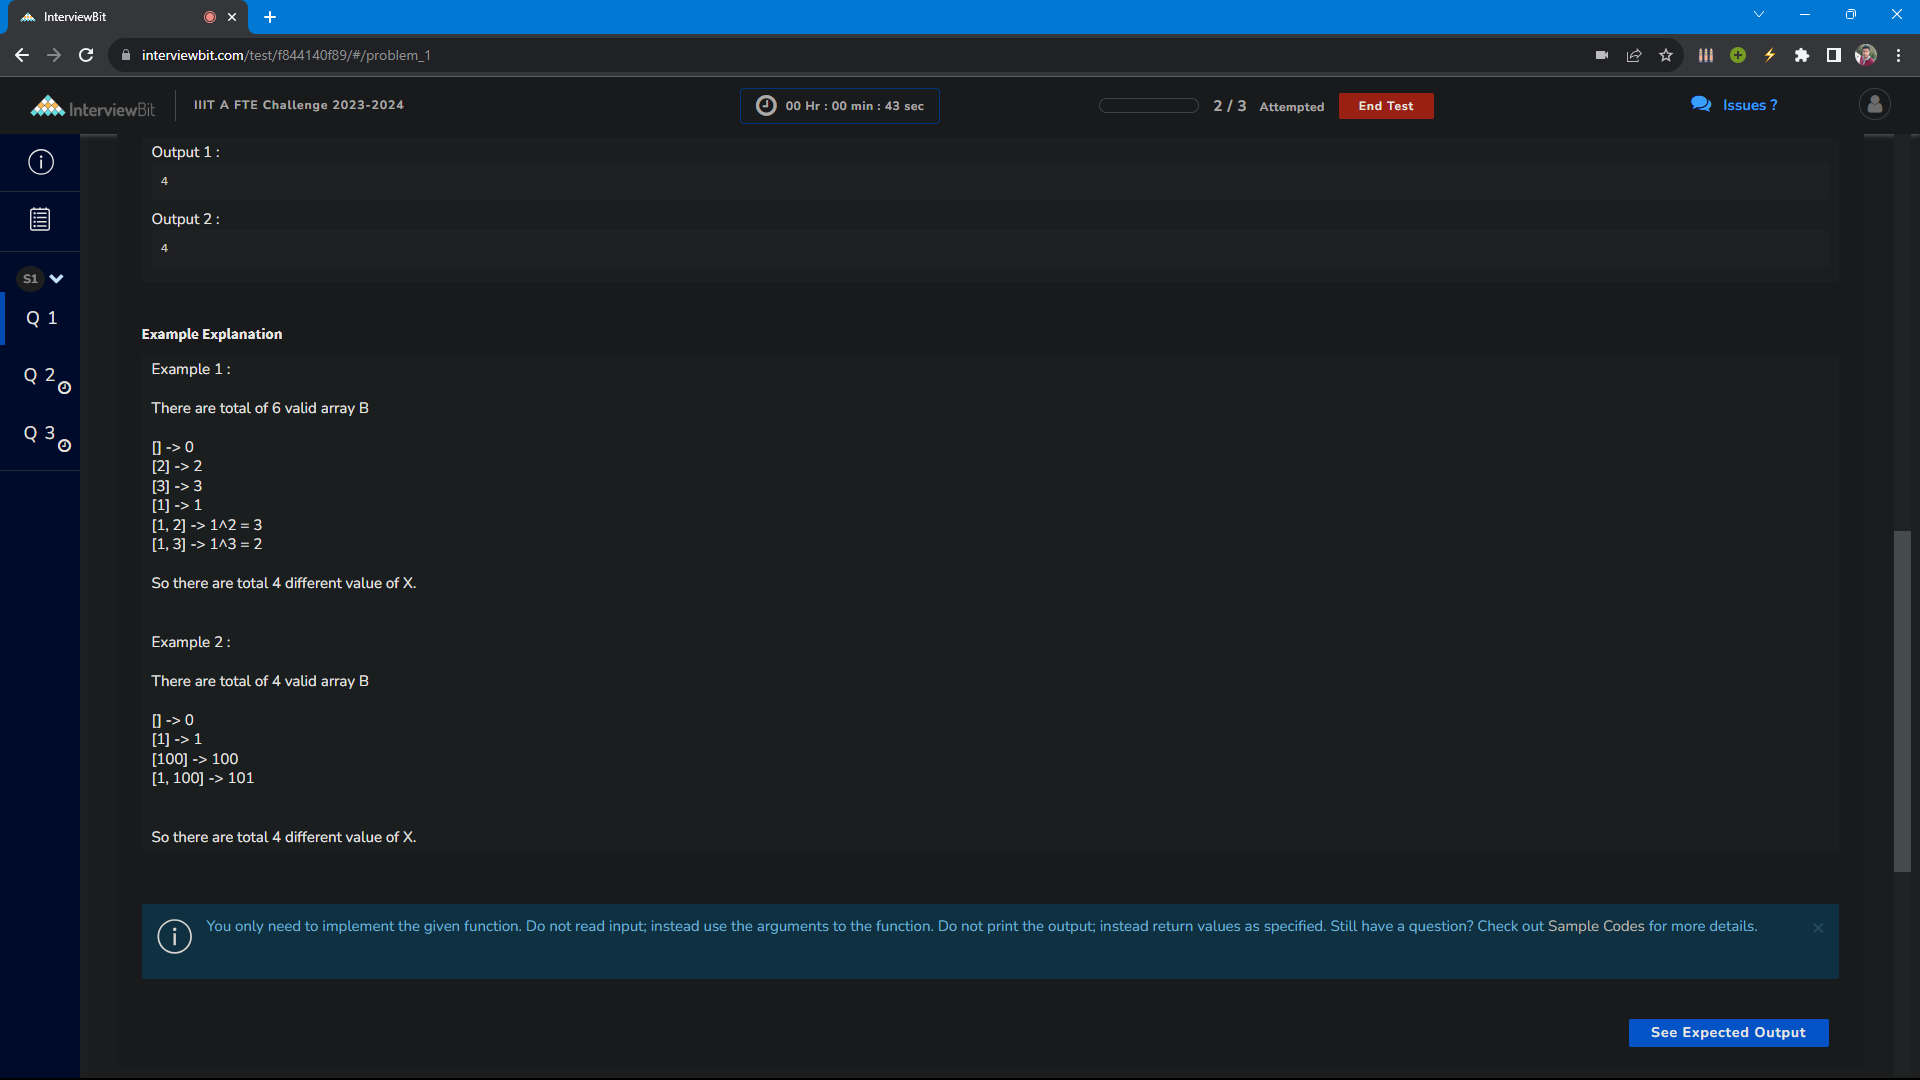 InterviewBit
interviewbit.com/test/f844140f89/#/problem_1
InterviewBit
IIIT A FTE Challenge 2023-2024
00 Hr : 00 min : 43 sec
2 / 3 Attempted
End Test
Issues ?
Output 1 :
4
Output 2 :
4
S1
Q 1
Q 2
Q 3
Example Explanation
Example 1 :
There are total of 6 valid array B
[] -> 0
[2] -> 2
[3] -> 3
[1] -> 1
[1, 2] -> 1^2 = 3
[1, 3] -> 1^3 = 2
So there are total 4 different value of X.
Example 2 :
There are total of 4 valid array B
[] -> 0
[1] -> 1
[100] -> 100
[1, 100] -> 101
So there are total 4 different value of X.
You only need to implement the given function. Do not read input; instead use the arguments to the function. Do not print the output; instead return values as specified. Still have a question? Check out Sample Codes for more details.
See Expected Output